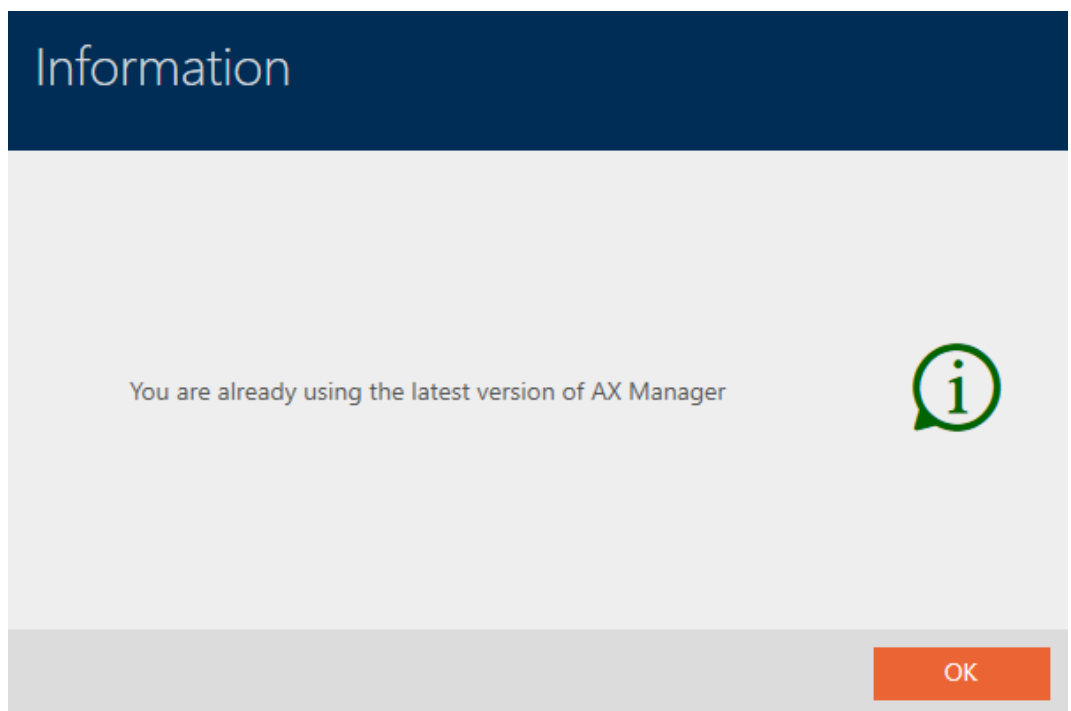 Information
You are already using the latest version of AX Manager
i
OK